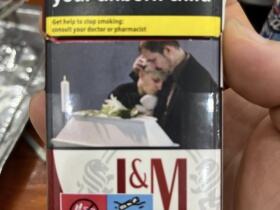 your unborn child
Get help to stop smoking:
consult your doctor or pharmacist
L&M